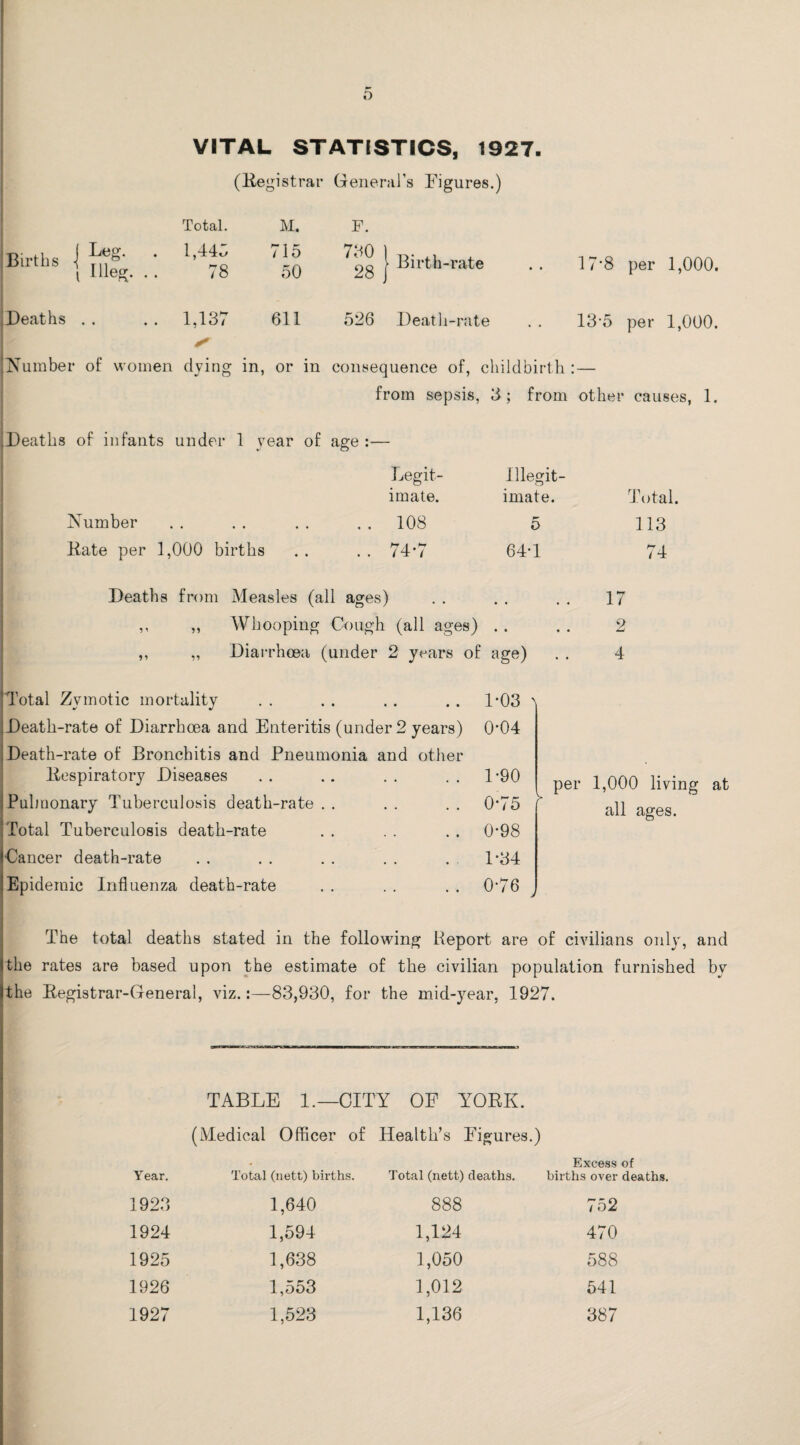 5
VITAL STATISTICS, 1927.
(Registrar General's Figures.)
Total. M. F.
Births { Leg. . 1,445 715 730 } Birth-rate . . 17·8 per 1,000.
Illeg. . . 78 50 28
Deaths . . . . 1,137 611 526 Death-rate . . 13·5 per 1,000.
Number of women dying in, or in consequence of, childbirth :—
from sepsis, 3 ; from other causes, 1.
Deaths of infants under 1 year of age :—
Legit- Illegit-
imate. imate. Total.
Number . . . . . . . . 108 5 113
Rate per 1,000 births . . . . 74·7 64·1 74
Deaths from Measles (all ages) . . . . . . 17
,, ,, Whooping Cough (all ages) . . . . 2
,, ,, Diarrhœa (under 2 years of age) . . 4
Total Zymotic mortality . . . . . . . . 1·03
Death-rate of Diarrhœa and Enteritis (under 2 years) 0·04
Death-rate of Bronchitis and Pneumonia and other
Respiratory Diseases . . . . . . . . 1·90 } per 1,000 living at
Pulmonary Tuberculosis death-rate . . . . . . 0·75 all ages.
Total Tuberculosis death-rate . . . . . . 0·98
Cancer death-rate . . . . . . . . . 1·34
Epidemic Influenza death-rate . . . . . . 0·76
The total deaths stated in the following Report are of civilians only, and
the rates are based upon the estimate of the civilian population furnished by
the Registrar-General, viz. :—83,930, for the mid-year, 1927.
TABLE 1.—CITY OF YORK.
(Medical Officer of Health's Figures.)
Excess of
Year. Total (nett) births. Total (nett) deaths. births over deaths.
1923 1,640 888 752
1924 1,594 1,124 470
1925 1,638 1,050 588
1926 1,553 1,012 541
1927 1,523 1,136 387